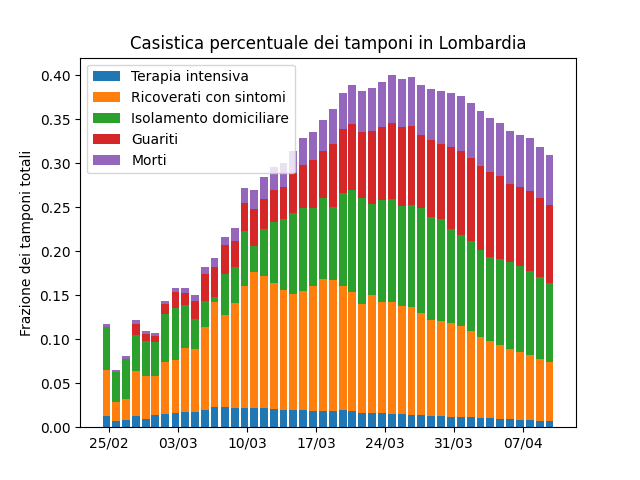 Casistica percentuale dei tamponi in Lombardia
Frazione dei tamponi totali
0.40
0.35
0.30
0.25
0.20
0.15
0.10
0.05
0.00
Terapia intensiva
Ricoverati con sintomi
Isolamento domiciliare
Guariti
Morti
25/02 03/03 10/03 17/03 24/03 31/03 07/04